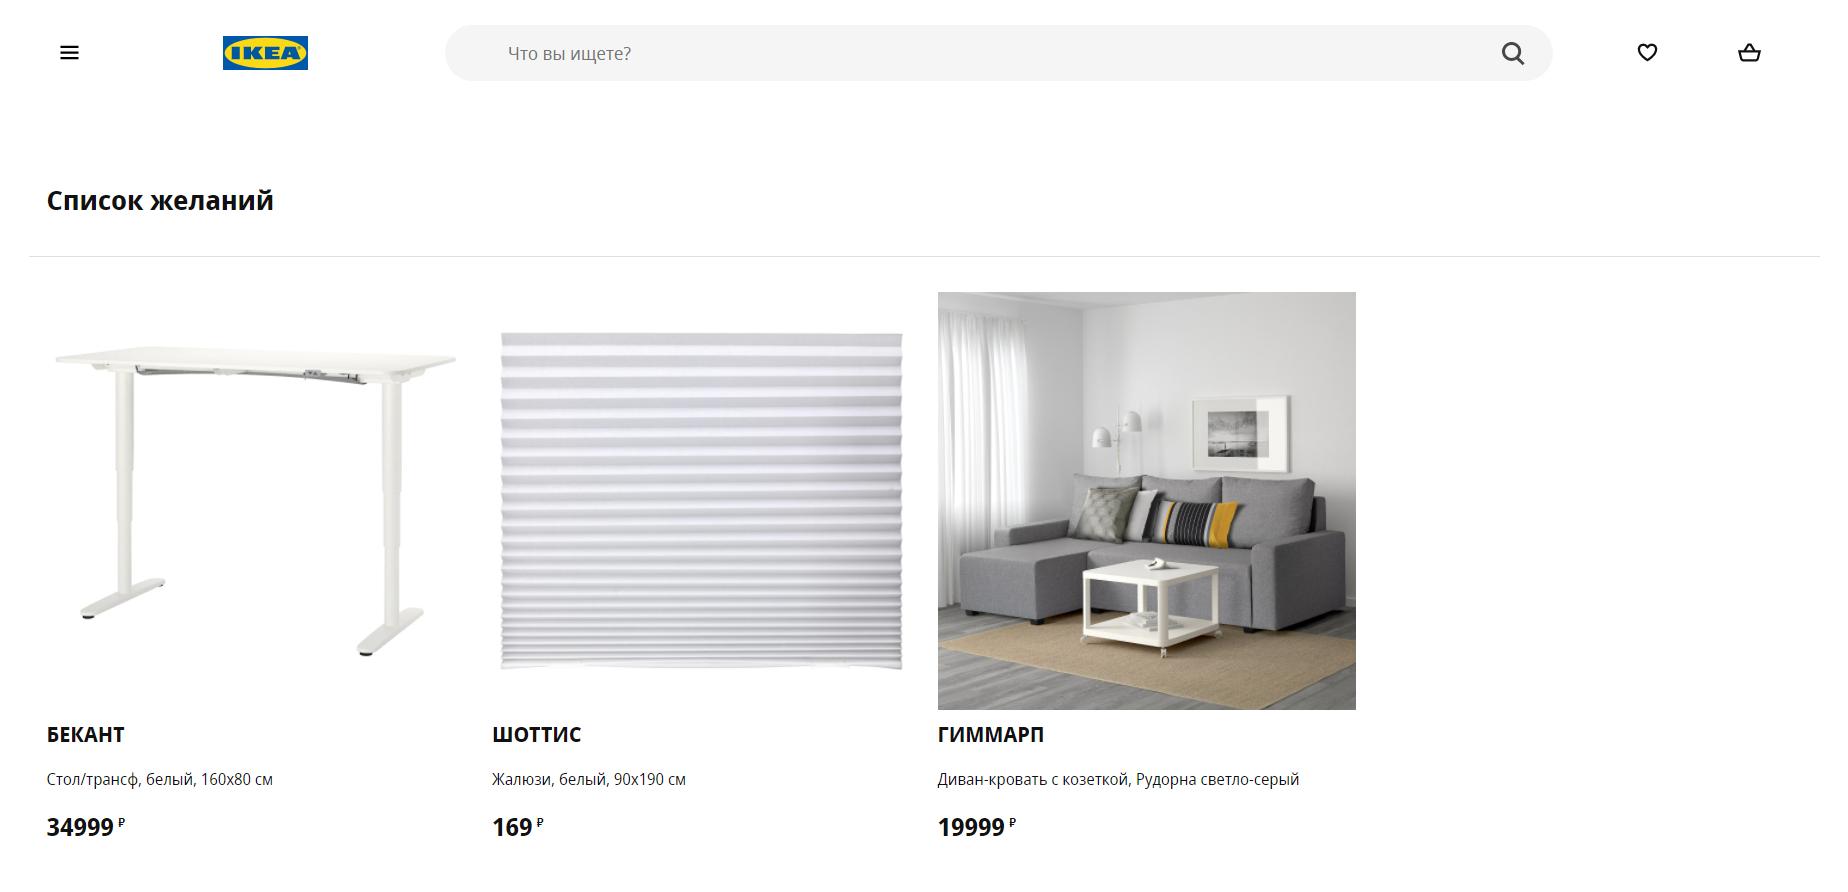 IKEA
Что вы ищете?
Список желаний
БЕКАНТ
Стол/трансф, белый, 160x80 см
34999 ₽
ШОТТИС
Жалюзи, белый, 90x190 см
169 ₽
ГИММАРП
Диван-кровать с козеткой, Рудорна светло-серый
19999 ₽